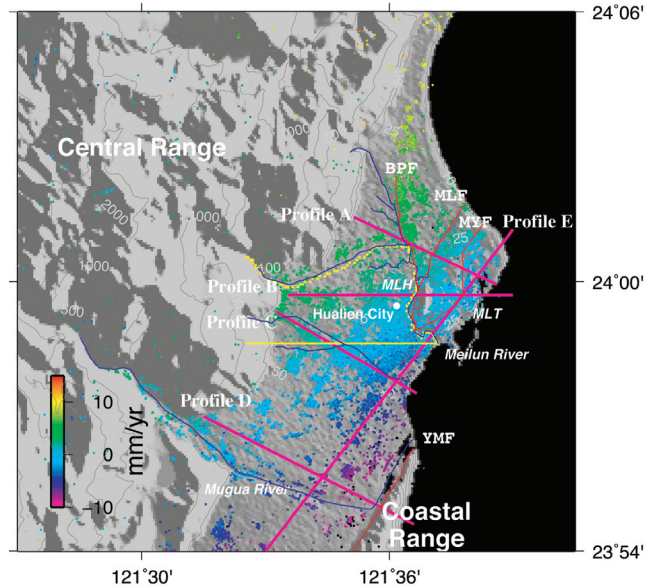 24°06'
Central Range
2000
1000
500
1000
BPF
MLF
MYF
Profile A
Profile E
25
100
24°00'
Profile B
MLH
Hualien City
MLT
Profile C
Meilun River
50
Profile D
mm/yr
0
−10
YMF
Mugua River
Coastal
Range
23°54'
121°30'
121°36'